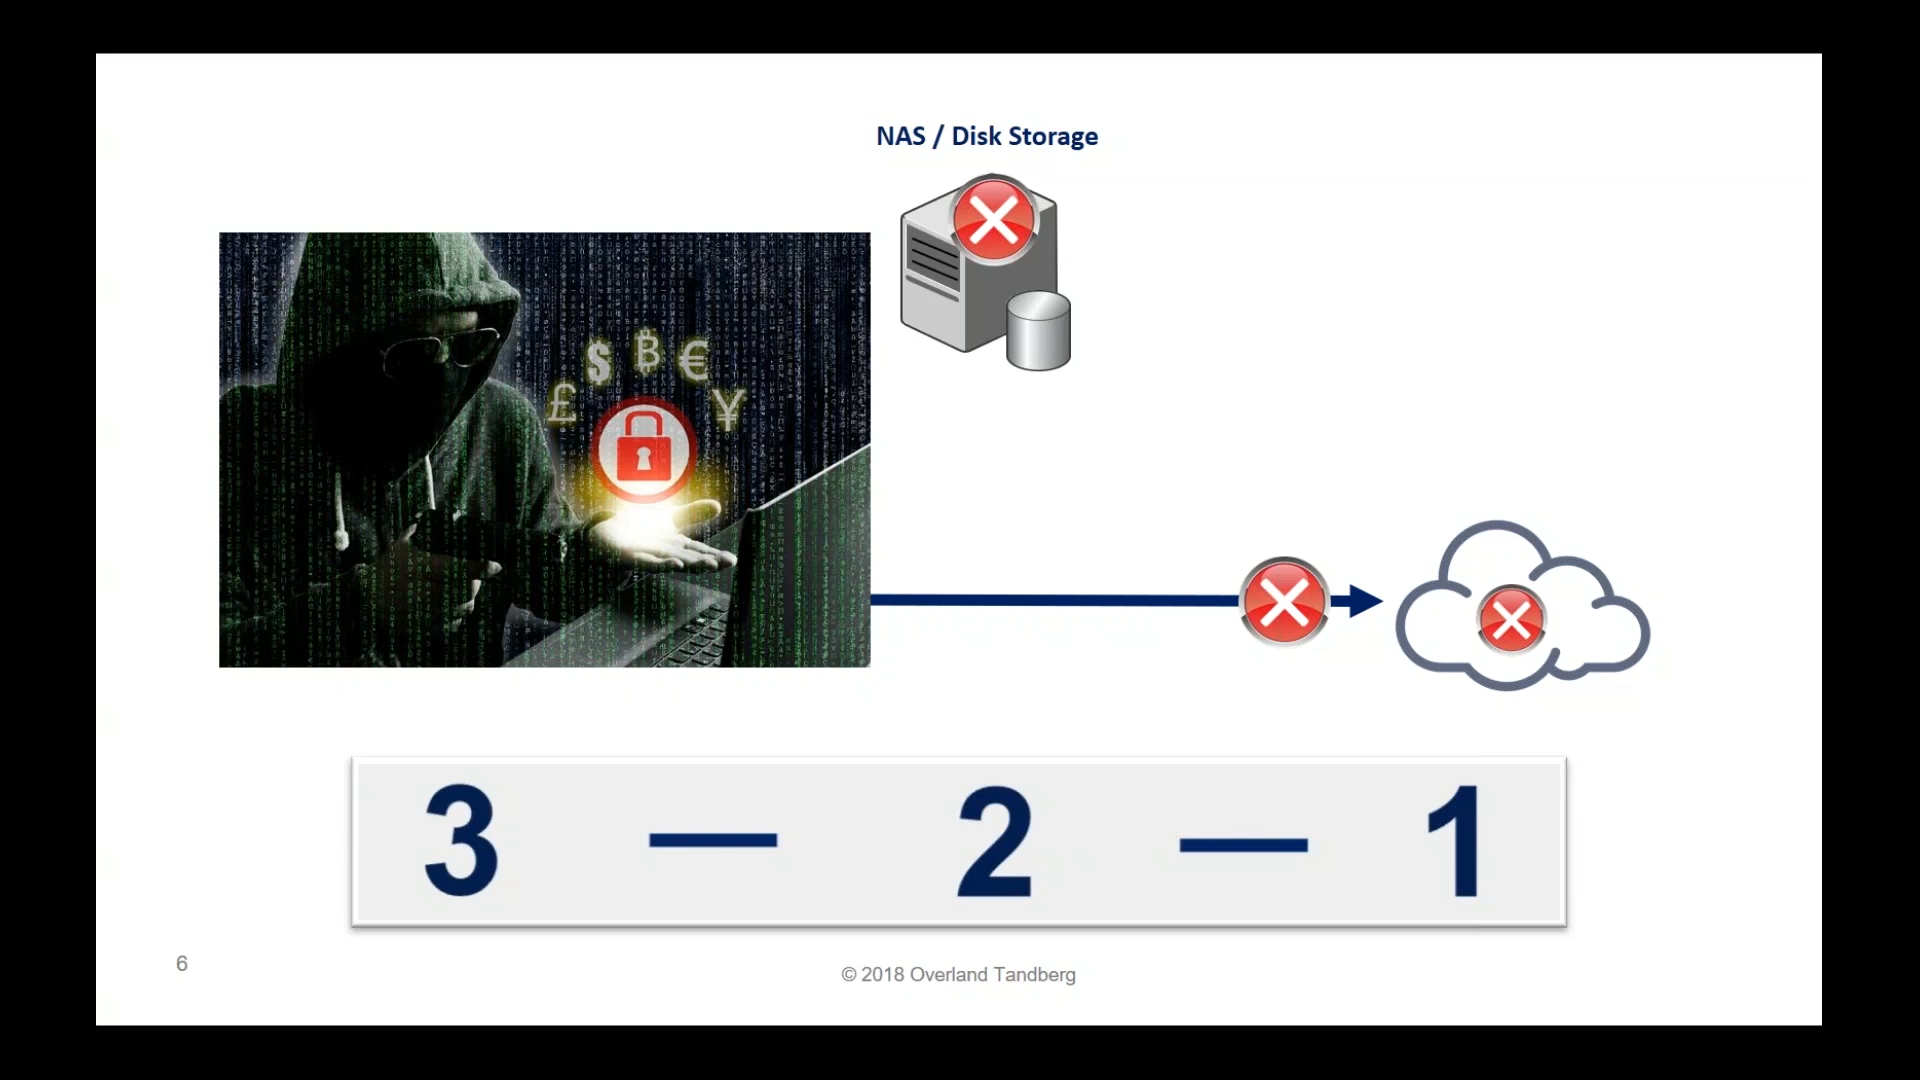 NAS / Disk Storage
£ $ ₿ € ¥
3 — 2 — 1
6
© 2018 Overland Tandberg